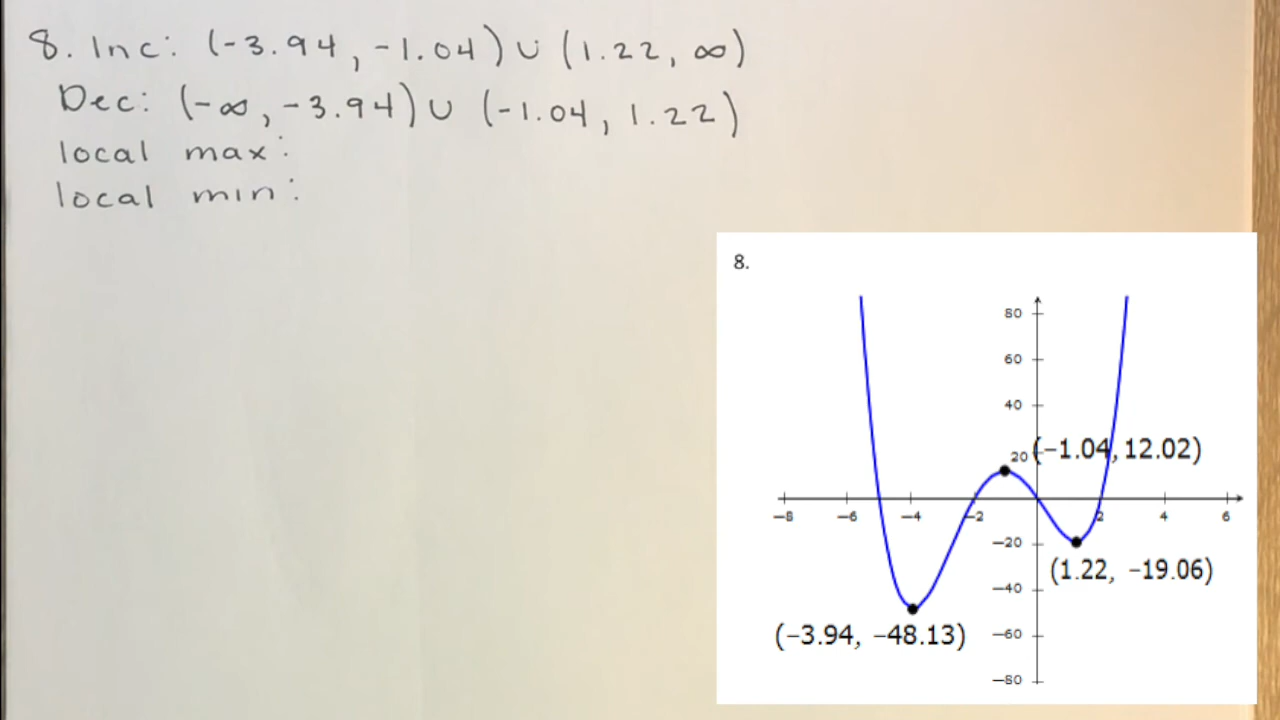 8. Inc: (-3.94, -1.04) ∪ (1.22, ∞)
Dec: (-∞, -3.94) ∪ (-1.04, 1.22)
local max:
local min:
8.
80
60
40
20
(−1.04, 12.02)
−8 −6 −4 −2 2 4 6
−20
(1.22, −19.06)
−40
(−3.94, −48.13)
−60
−80